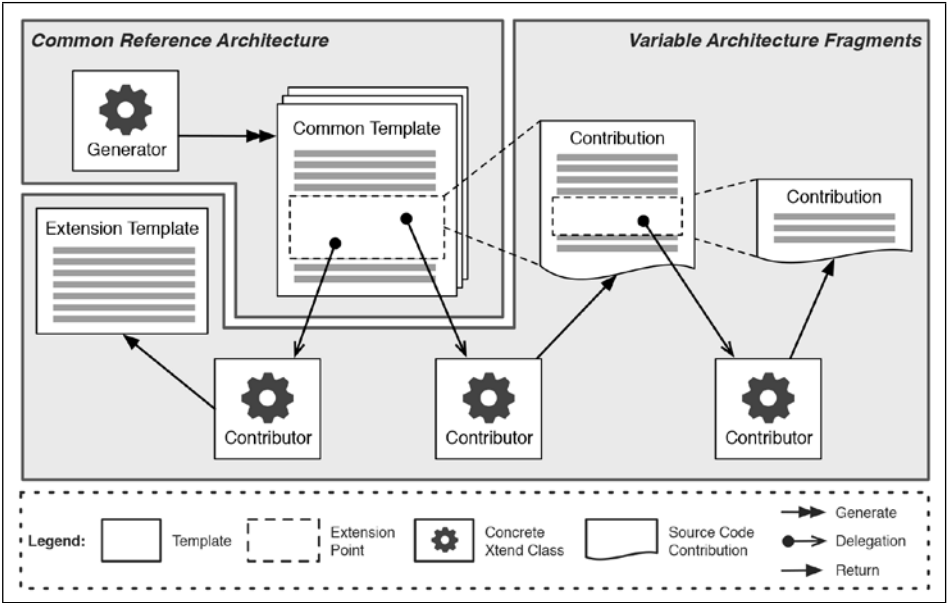 Common Reference Architecture
Variable Architecture Fragments
Generator
Common Template
Contribution
Contribution
Extension Template
Contributor
Contributor
Contributor
Legend:
Template
Extension
Point
Concrete
Xtend Class
Source Code
Contribution
Generate
Delegation
Return